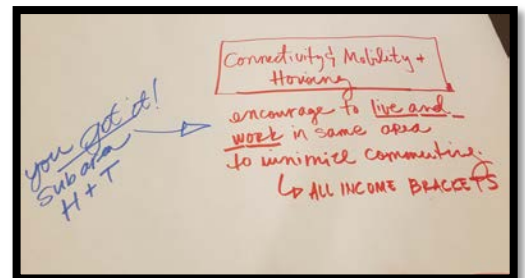 Connectivity & Mobility +
Housing
encourage to live and
work in same area
to minimize commuting.
↳ ALL INCOME BRACKETS
you got it!
Subarea
H + T